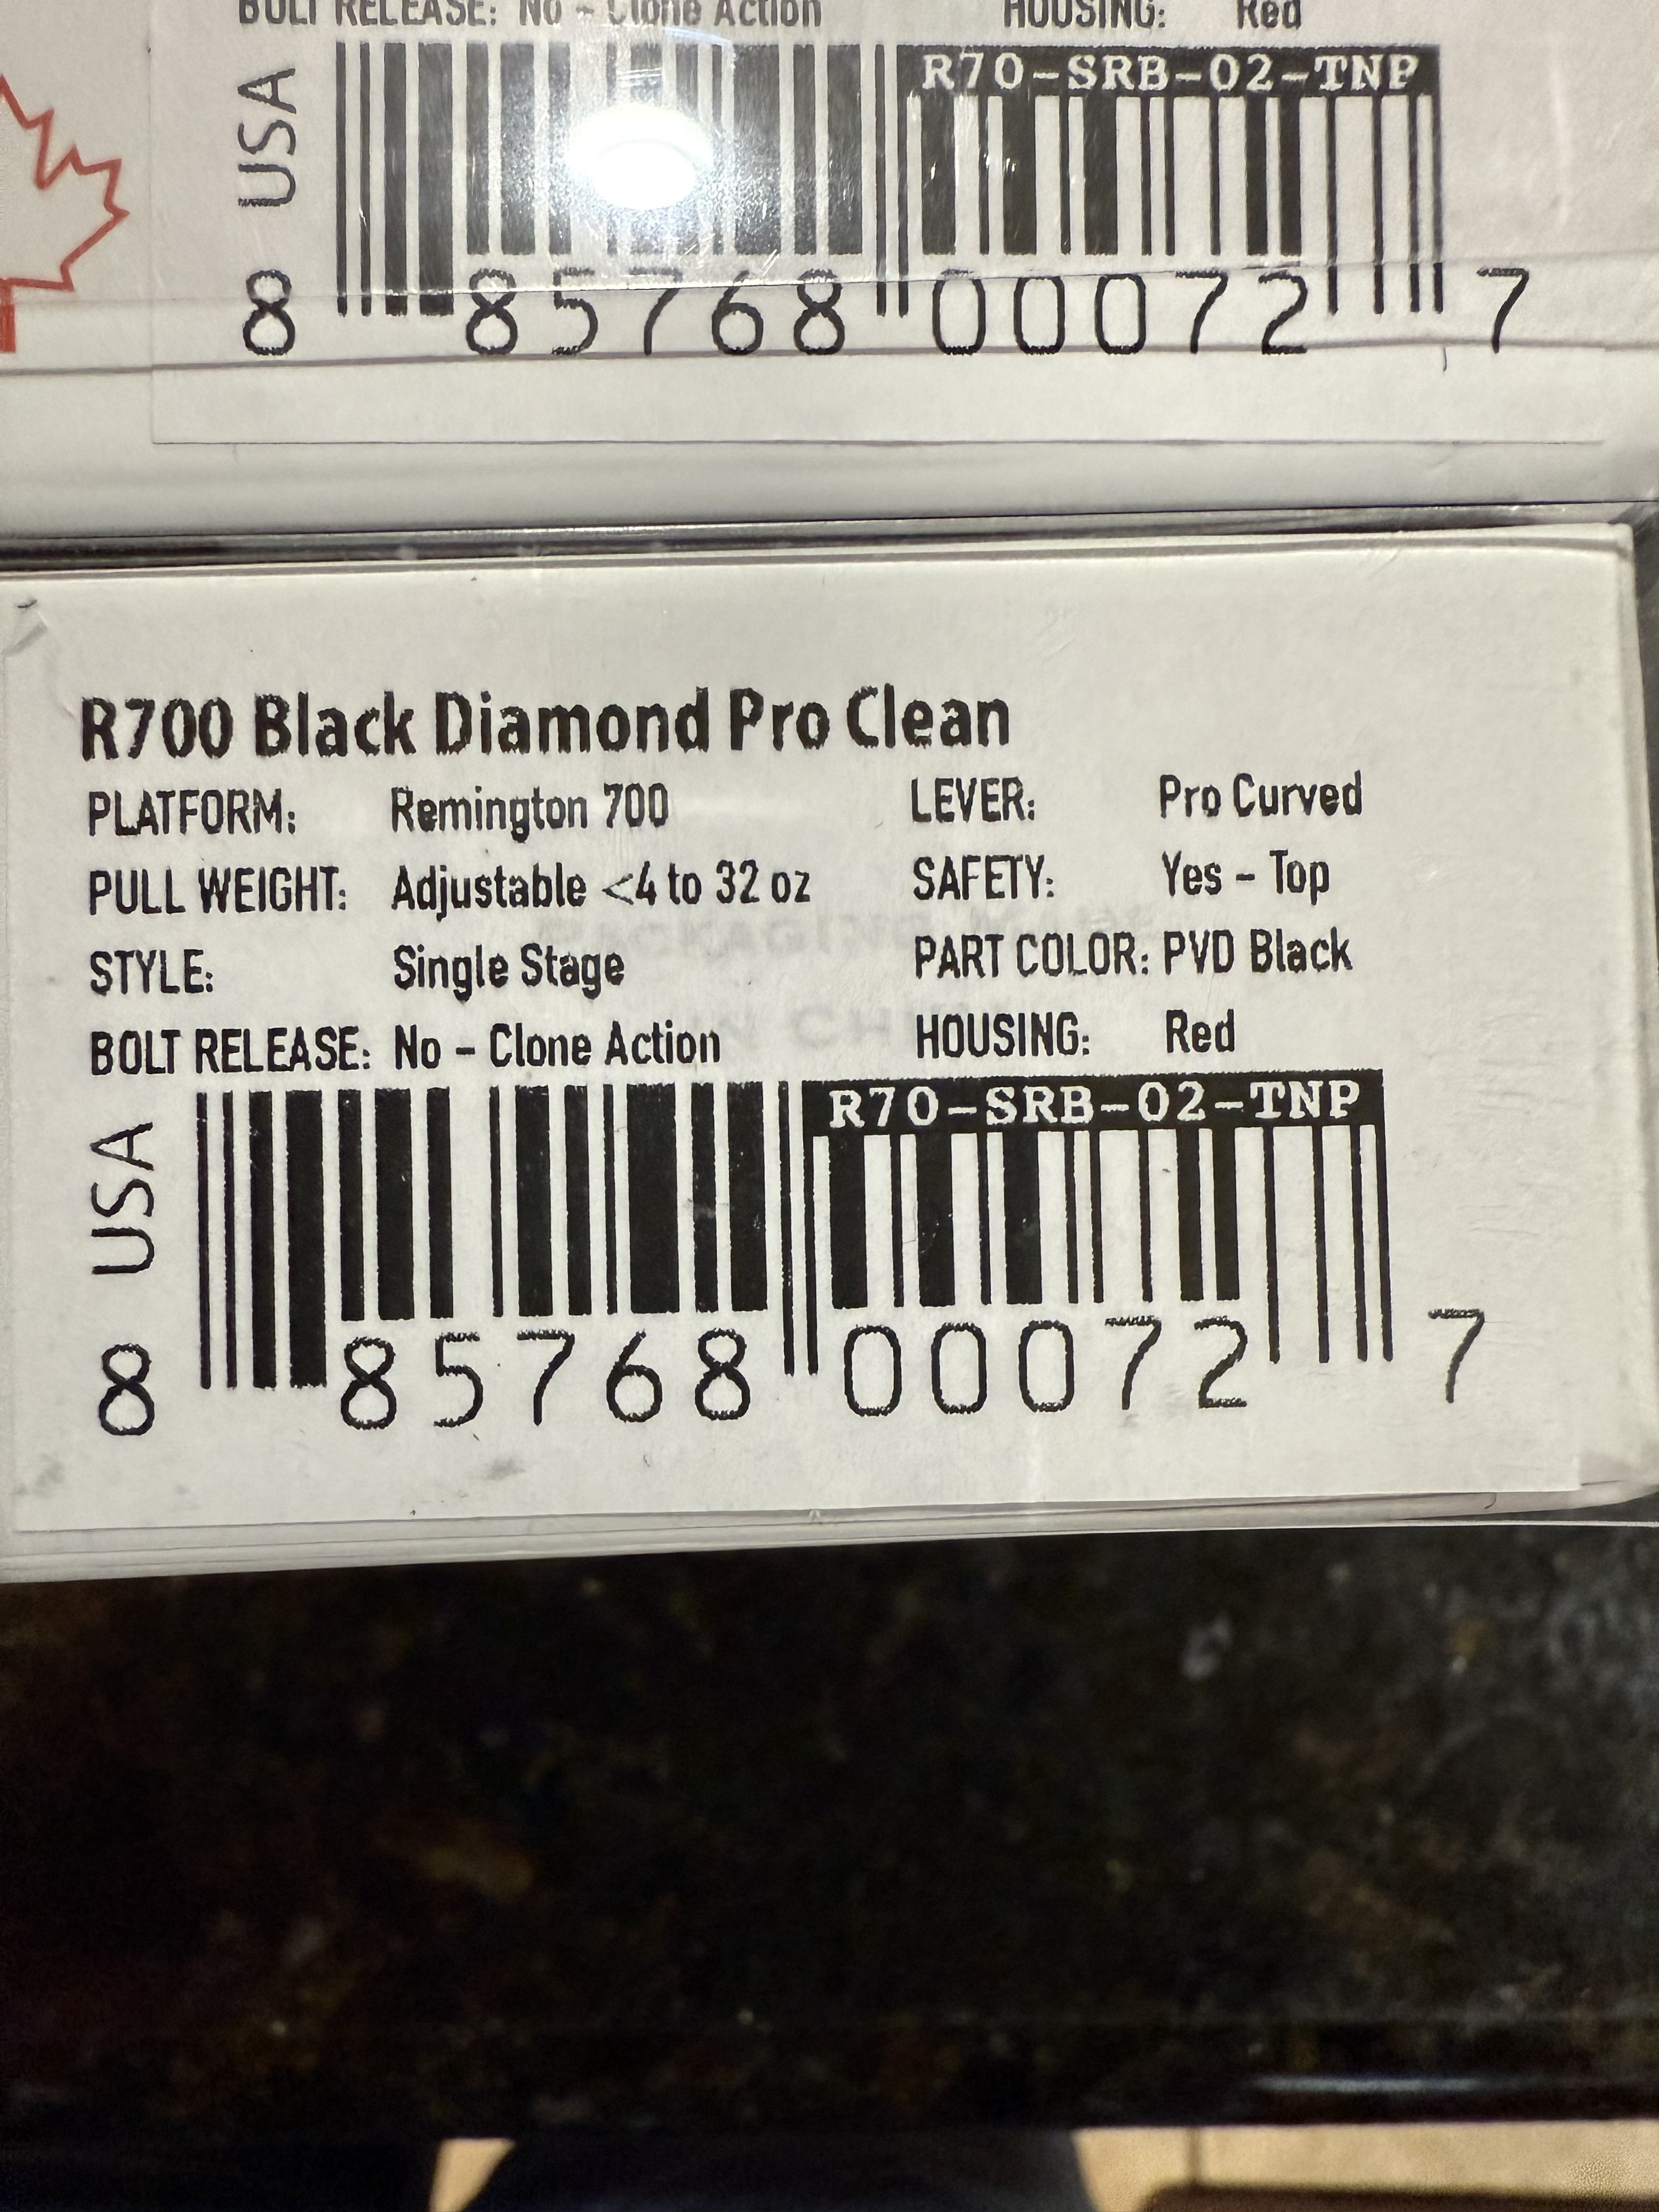 BOLT RELEASE: No – Clone Action HOUSING: Red
USA
R70-SRB-02-TNP
8 85768 00072 7
R700 Black Diamond Pro Clean
PLATFORM: Remington 700 LEVER: Pro Curved
PULL WEIGHT: Adjustable <4 to 32 oz SAFETY: Yes – Top
STYLE: Single Stage PART COLOR: PVD Black
BOLT RELEASE: No – Clone Action HOUSING: Red
USA
R70-SRB-02-TNP
8 85768 00072 7